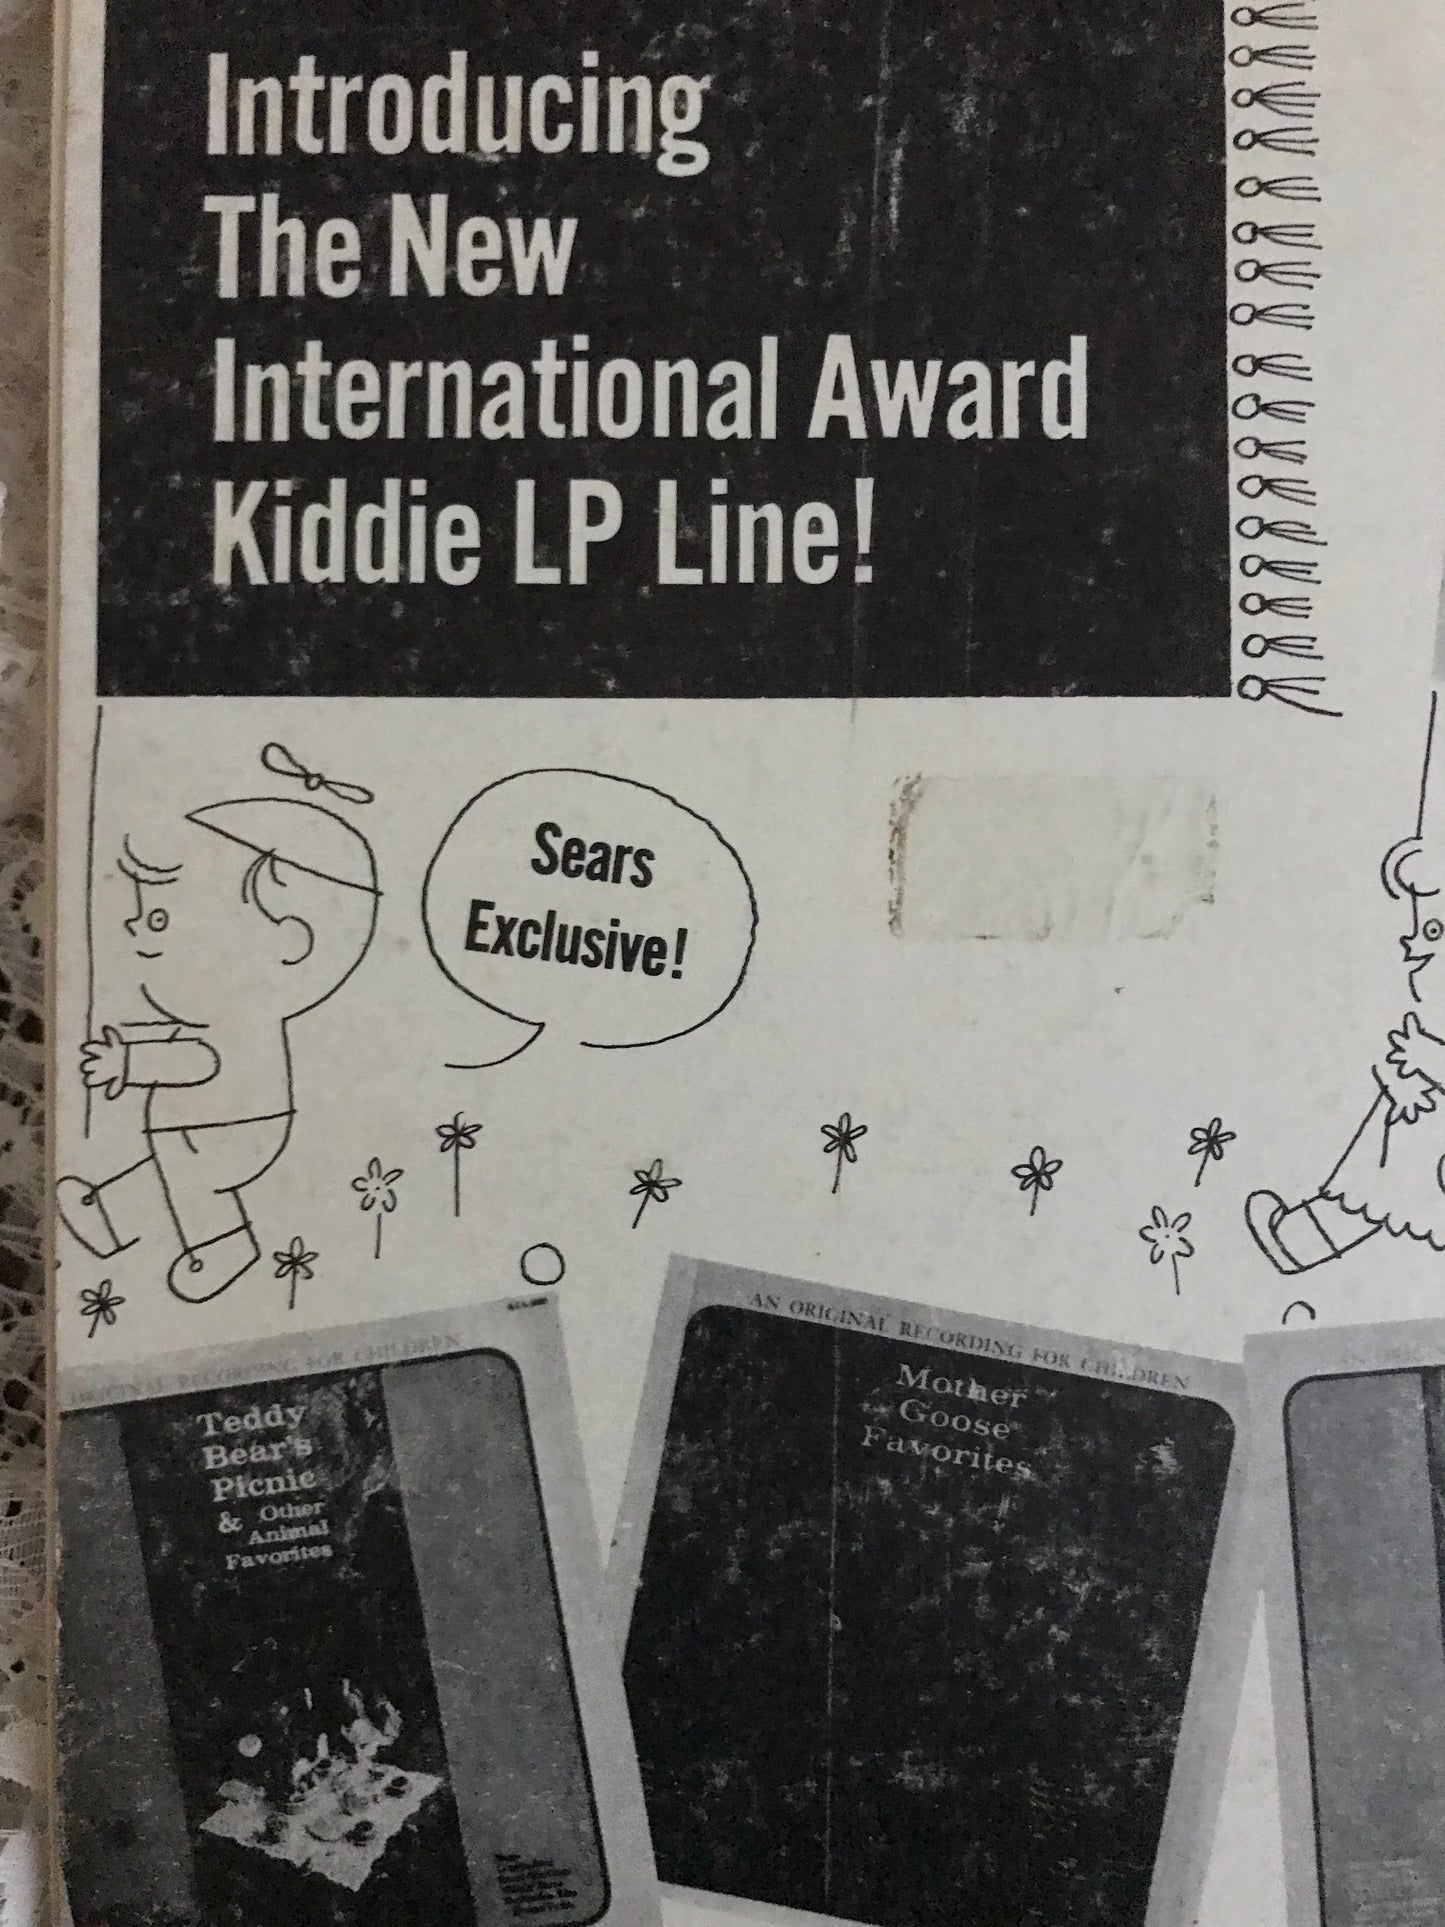 Introducing
The New
International Award
Kiddie LP Line!
Sears
Exclusive!
ORIGINAL RECORDING FOR CHILDREN
Teddy
Bear's
Picnic
& Other
Animal
Favorites
AN ORIGINAL RECORDING FOR CHILDREN
Mother
Goose
Favorites
AN